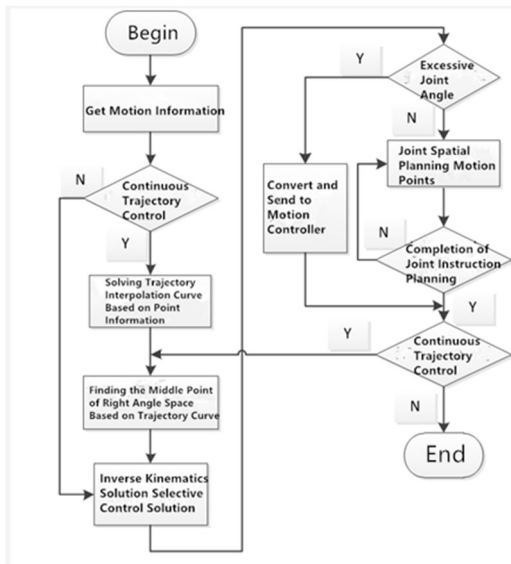 Begin
Get Motion Information
N
Continuous
Trajectory
Control
Y
Solving Trajectory
Interpolation Curve
Based on Point
Information
Finding the Middle Point
of Right Angle Space
Based on Trajectory Curve
Inverse Kinematics
Solution Selective
Control Solution
Y
Excessive
Joint
Angle
N
Convert and
Send to
Motion
Controller
Joint Spatial
Planning Motion
Points
N
Completion of
Joint Instruction
Planning
Y
Y
Continuous
Trajectory
Control
N
End